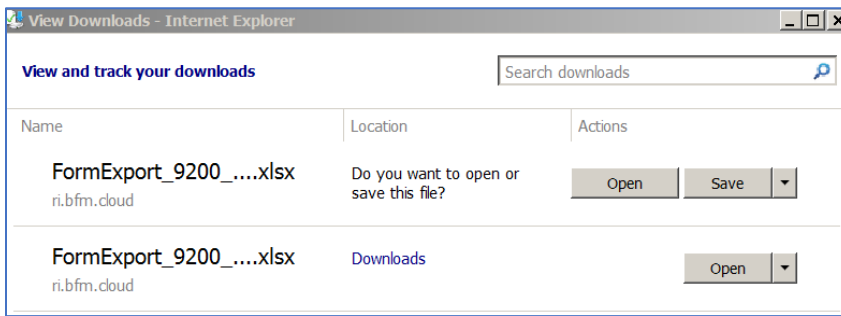 View Downloads - Internet Explorer
View and track your downloads
Search downloads
Name Location Actions
FormExport_9200_....xlsx
ri.bfm.cloud
Do you want to open or
save this file?
Open Save
FormExport_9200_....xlsx
ri.bfm.cloud
Downloads
Open